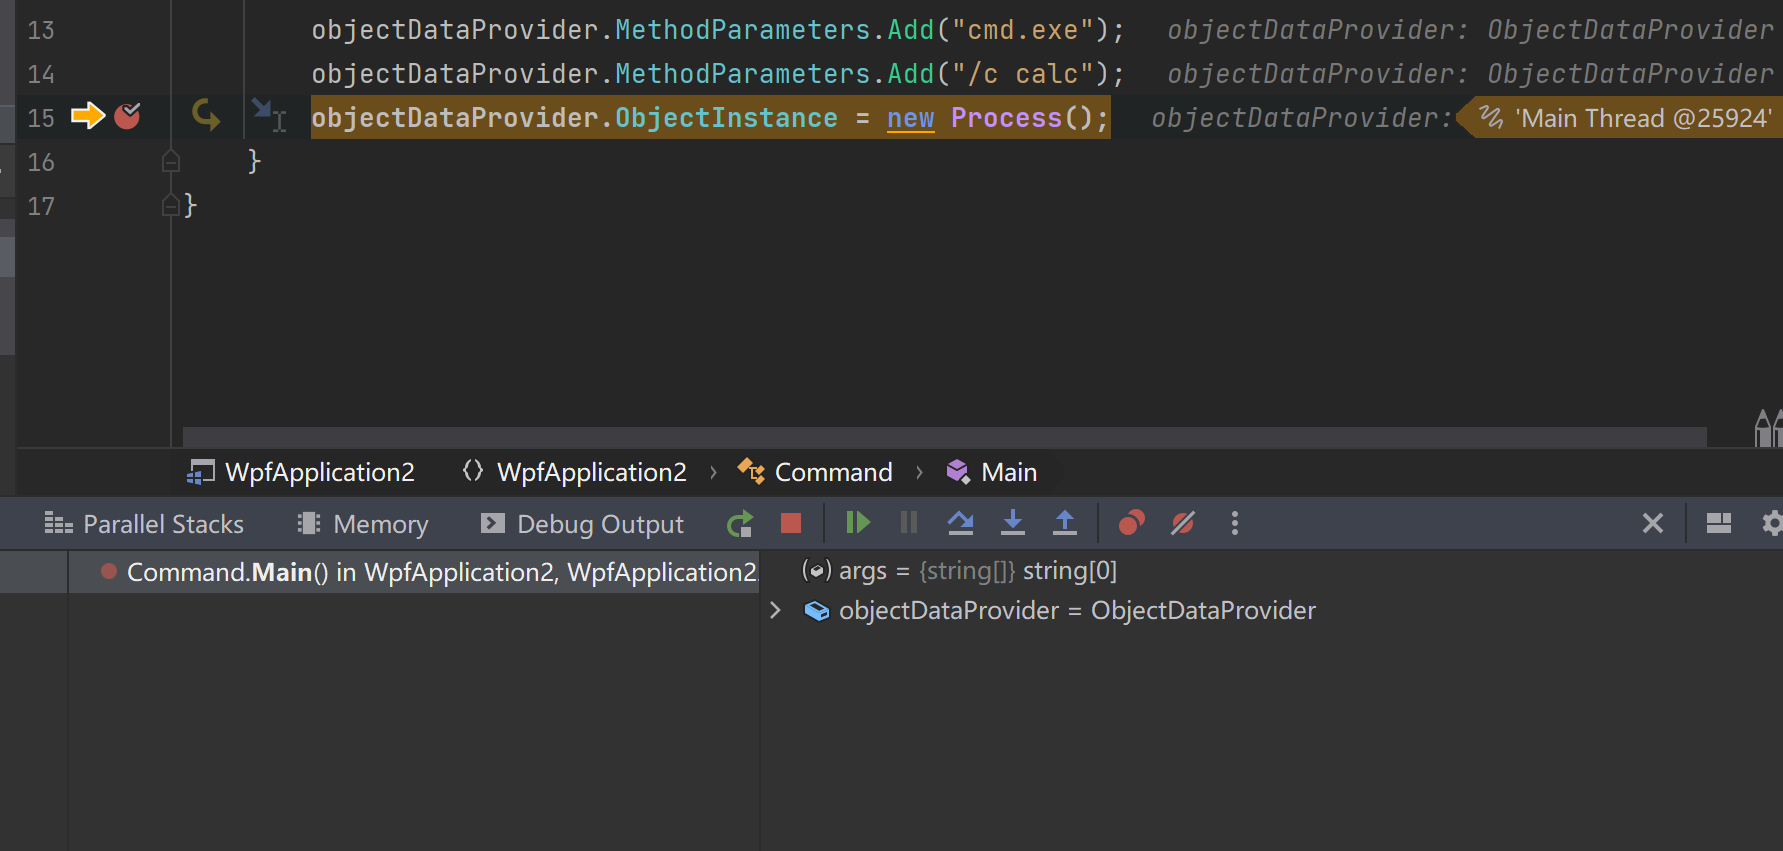 13 objectDataProvider.MethodParameters.Add("cmd.exe"); objectDataProvider: ObjectDataProvider
14 objectDataProvider.MethodParameters.Add("/c calc"); objectDataProvider: ObjectDataProvider
15 objectDataProvider.ObjectInstance = new Process(); objectDataProvider: 'Main Thread @25924'
16 }
17 }
WpfApplication2 WpfApplication2 › Command › Main
Parallel Stacks Memory Debug Output
Command.Main() in WpfApplication2, WpfApplication2.
args = {string[]} string[0]
objectDataProvider = ObjectDataProvider